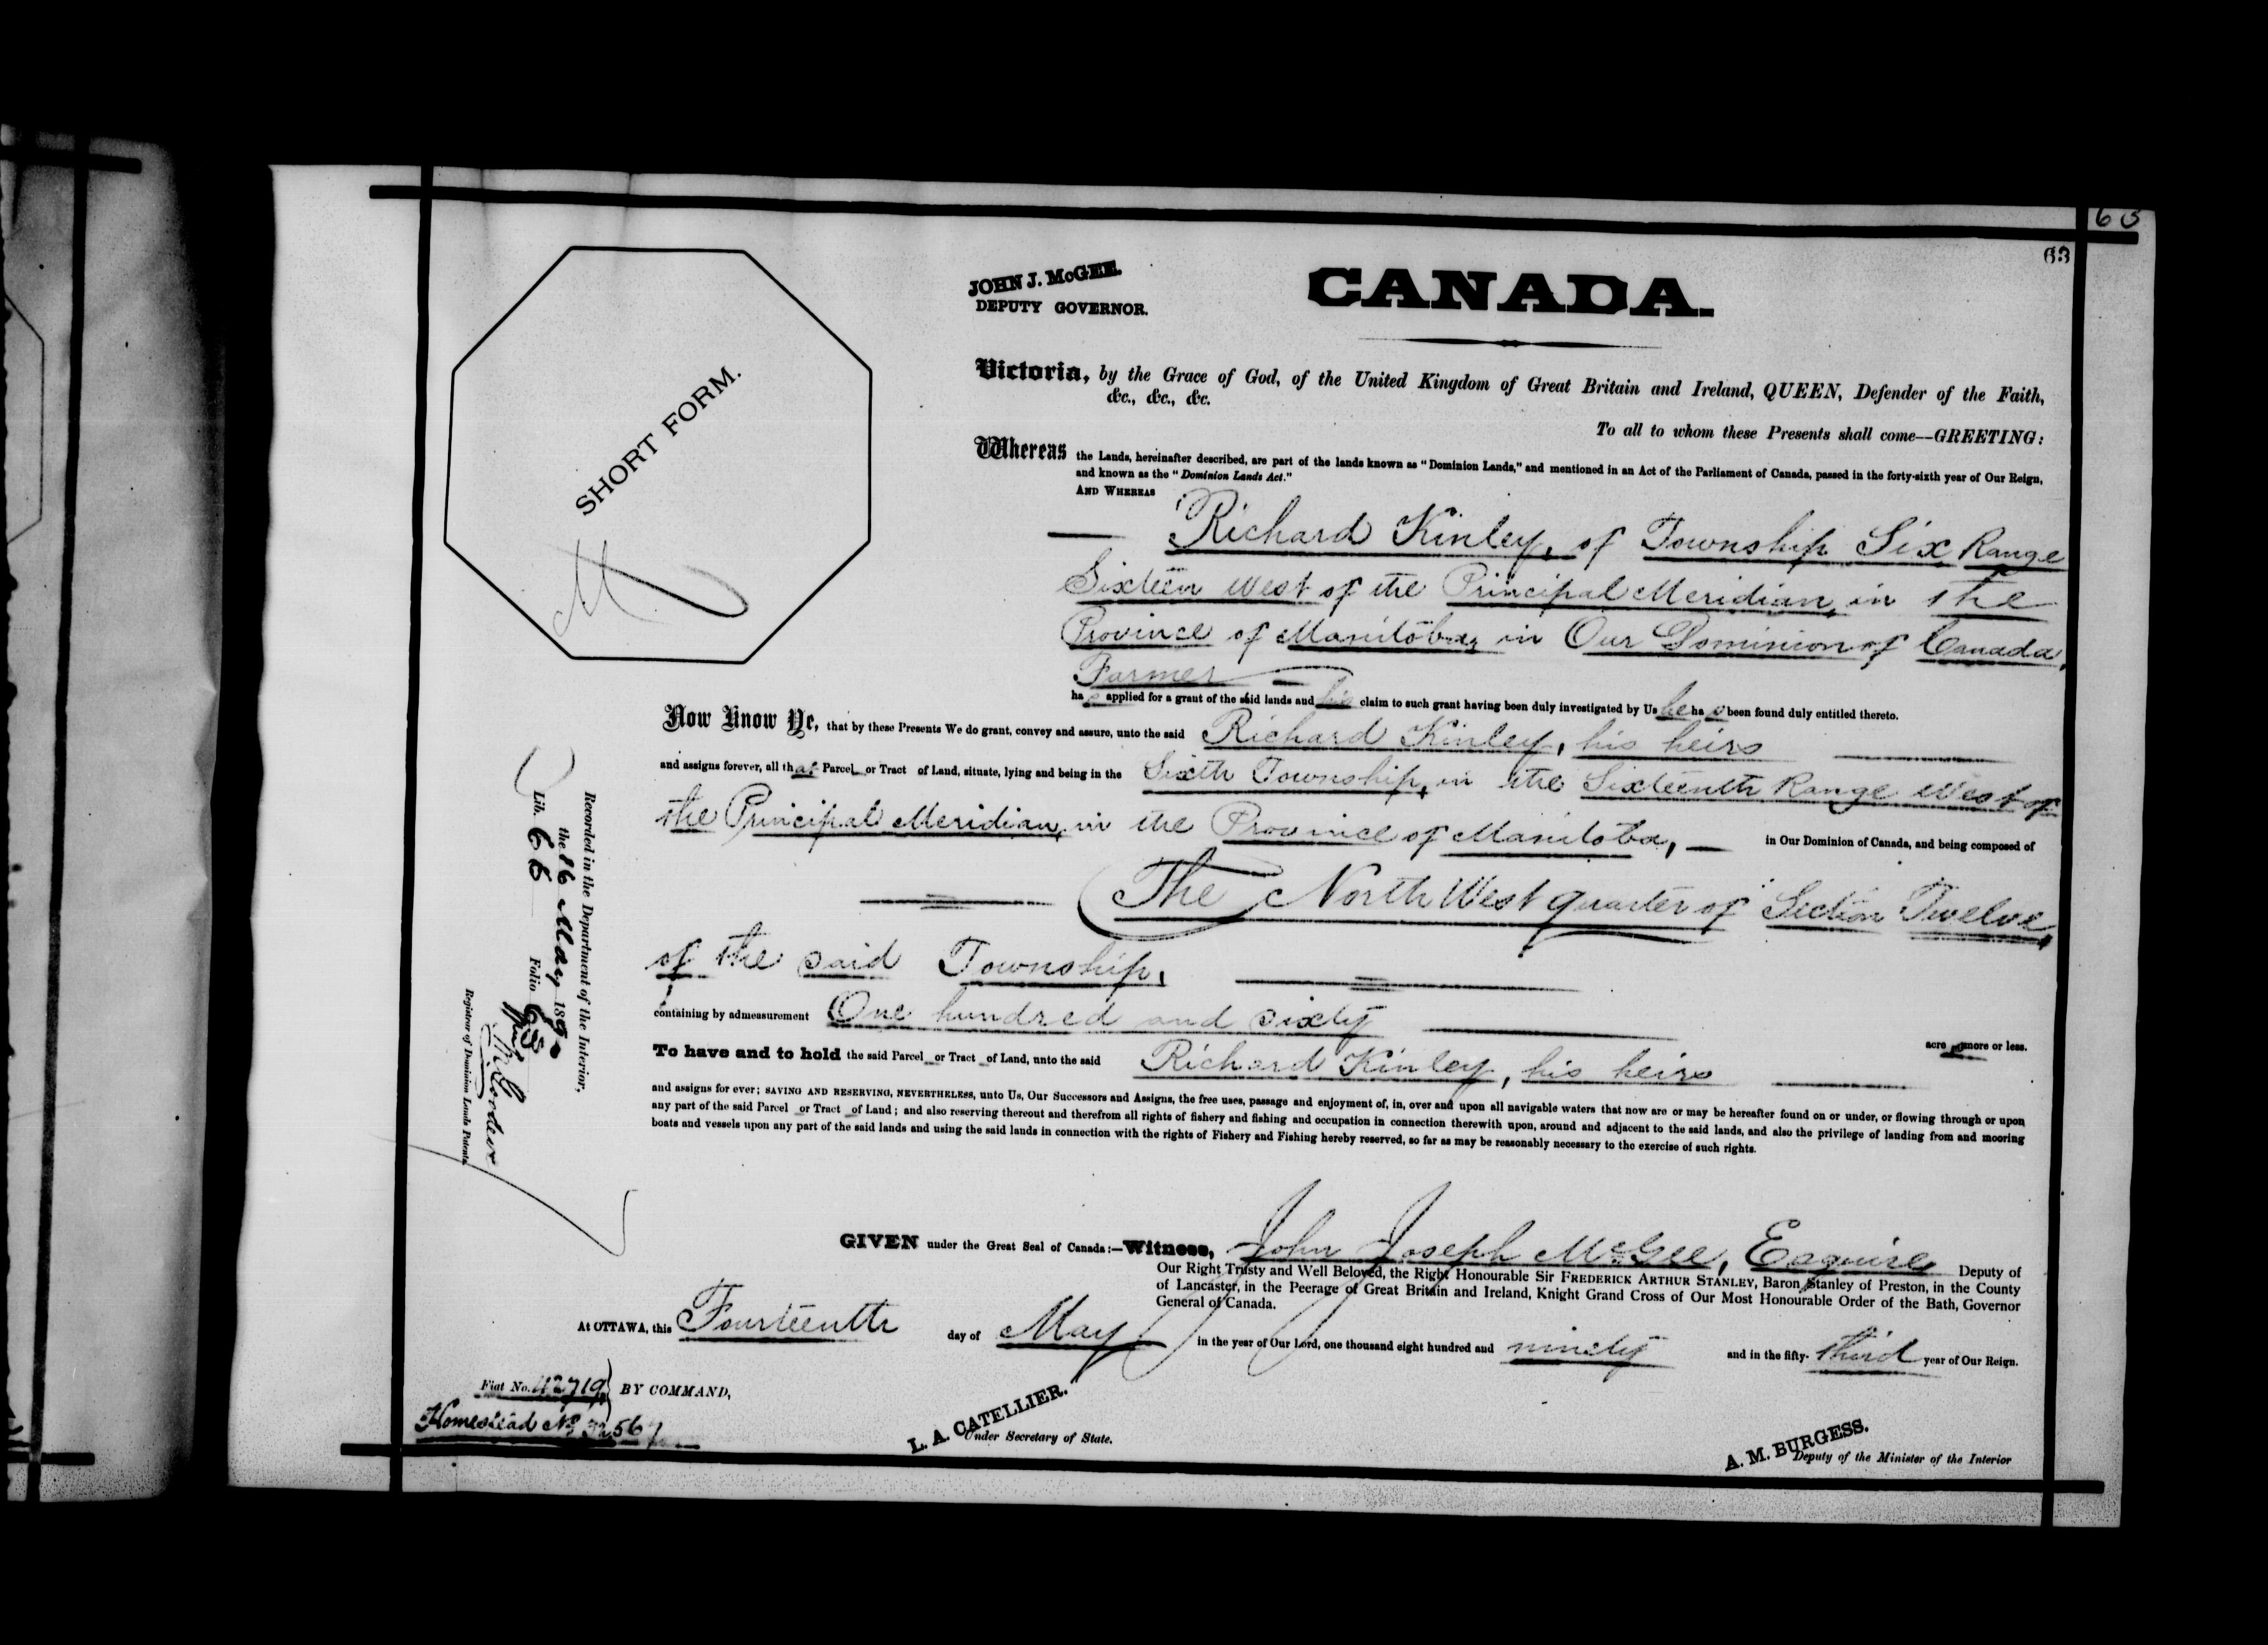 63
63
JOHN J. McGEE.
DEPUTY GOVERNOR.
CANADA.
SHORT FORM.
Victoria, by the Grace of God, of the United Kingdom of Great Britain and Ireland, QUEEN, Defender of the Faith,
&c., &c., &c.
To all to whom these Presents shall come—GREETING:
Whereas the Lands, hereinafter described, are part of the lands known as "Dominion Lands," and mentioned in an Act of the Parliament of Canada, passed in the forty-sixth year of Our Reign,
and known as the "Dominion Lands Act."
AND WHEREAS
Richard Kinley, of Township Six Range
Sixteen West of the Principal Meridian, in the
Province of Manitoba, in Our Dominion of Canada,
Farmer
has applied for a grant of the said lands and his claim to such grant having been duly investigated by Us he has been found duly entitled thereto.
Now Know Ye, that by these Presents We do grant, convey and assure, unto the said Richard Kinley, his heirs
and assigns forever, all that Parcel or Tract of Land, situate, lying and being in the Sixth Township, in the Sixteenth Range West of
the Principal Meridian, in the Province of Manitoba, in Our Dominion of Canada, and being composed of
The North West quarter of Section Twelve,
of the said Township,
containing by admeasurement One hundred and sixty
acres more or less.
To have and to hold the said Parcel or Tract of Land, unto the said Richard Kinley, his heirs
and assigns for ever; SAVING AND RESERVING, NEVERTHELESS, unto Us, Our Successors and Assigns, the free uses, passage and enjoyment of, in, over and upon all navigable waters that now are or may be hereafter found on or under, or flowing through or upon
any part of the said Parcel or Tract of Land; and also reserving thereout and therefrom all rights of fishery and fishing and occupation in connection therewith upon, around and adjacent to the said lands, and also the privilege of landing from and mooring
boats and vessels upon any part of the said lands and using the said lands in connection with the rights of Fishery and Fishing hereby reserved, so far as may be reasonably necessary to the exercise of such rights.
Recorded in the Department of the Interior,
the 16 May 1890
Lib. 66 Folio 63
Registrar of Dominion Lands Patents
GIVEN under the Great Seal of Canada:—Witness, John Joseph McGee, Esquire Deputy of
Our Right Trusty and Well Beloved, the Right Honourable Sir FREDERICK ARTHUR STANLEY, Baron Stanley of Preston, in the County
of Lancaster, in the Peerage of Great Britain and Ireland, Knight Grand Cross of Our Most Honourable Order of the Bath, Governor
General of Canada.
At OTTAWA, this Fourteenth day of May in the year of Our Lord, one thousand eight hundred and ninety and in the fifty-third year of Our Reign.
Fiat No. 42719 BY COMMAND,
Homestead No
L. A. CATELLIER.
Under Secretary of State.
A. M. BURGESS.
Deputy of the Minister of the Interior